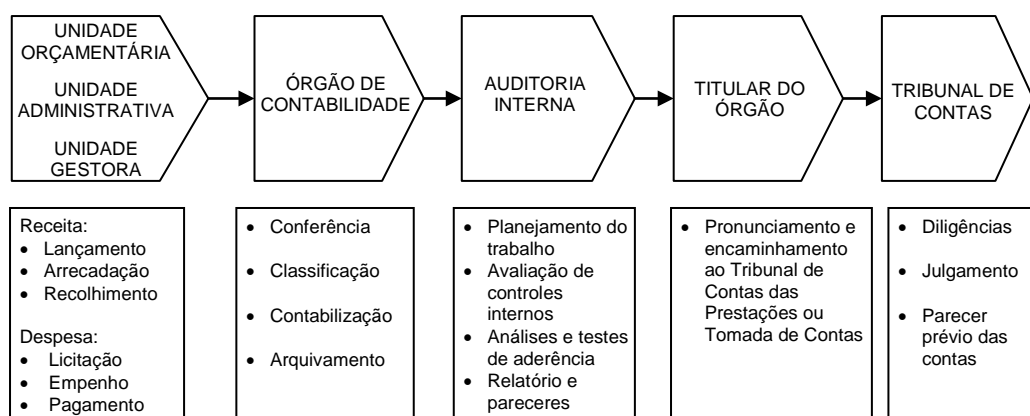 UNIDADE
ORÇAMENTÁRIA
UNIDADE
ADMINISTRATIVA
UNIDADE
GESTORA
ÓRGÃO DE
CONTABILIDADE
AUDITORIA
INTERNA
TITULAR DO
ÓRGÃO
TRIBUNAL DE
CONTAS
Receita:
• Lançamento
• Arrecadação
• Recolhimento
Despesa:
• Licitação
• Empenho
• Pagamento
• Conferência
• Classificação
• Contabilização
• Arquivamento
• Planejamento do
trabalho
• Avaliação de
controles
internos
• Análises e testes
de aderência
• Relatório e
pareceres
• Pronunciamento e
encaminhamento
ao Tribunal de
Contas das
Prestações ou
Tomada de Contas
• Diligências
• Julgamento
• Parecer
prévio das
contas